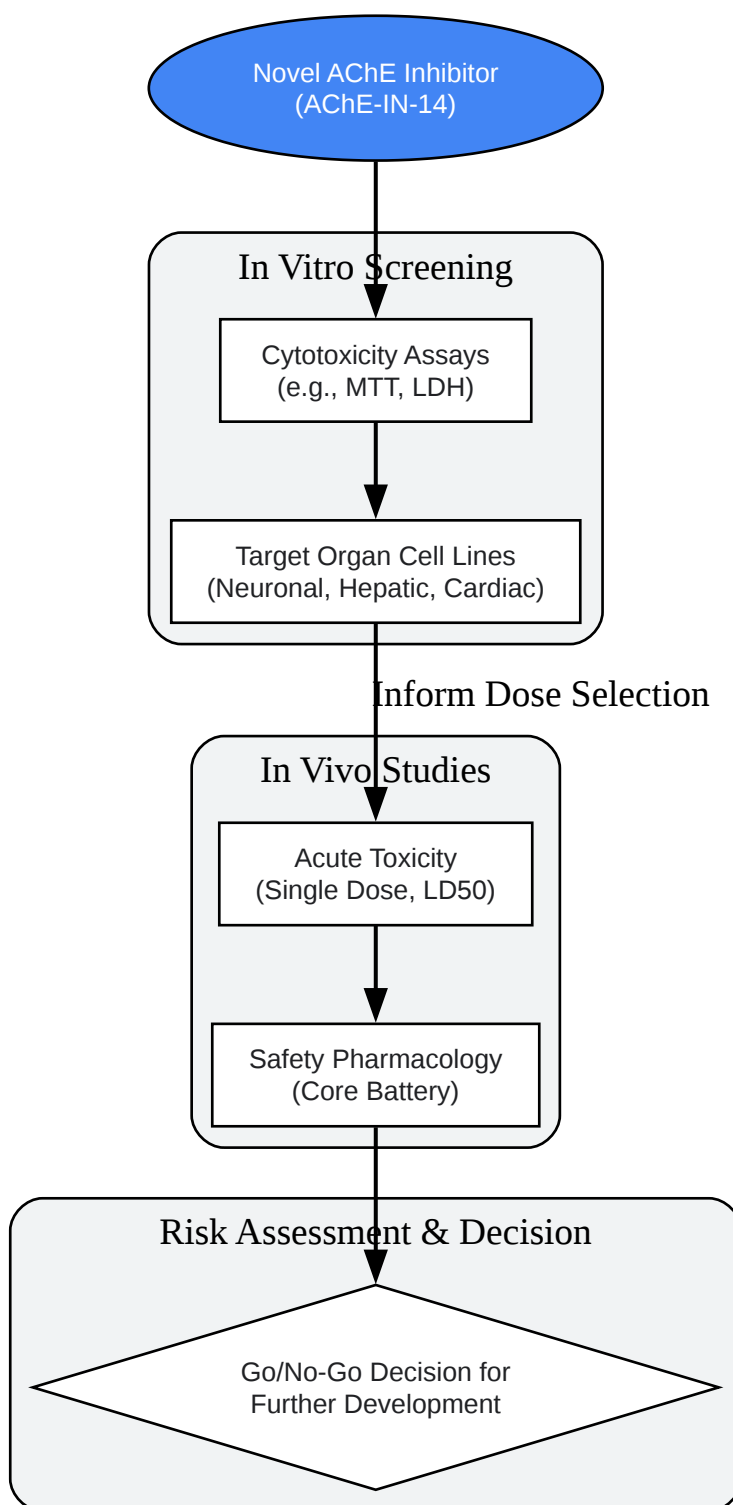 Novel AChE Inhibitor
(AChE-IN-14)
In Vitro Screening
Cytotoxicity Assays
(e.g., MTT, LDH)
Target Organ Cell Lines
(Neuronal, Hepatic, Cardiac)
Inform Dose Selection
In Vivo Studies
Acute Toxicity
(Single Dose, LD50)
Safety Pharmacology
(Core Battery)
Risk Assessment & Decision
Go/No-Go Decision for
Further Development